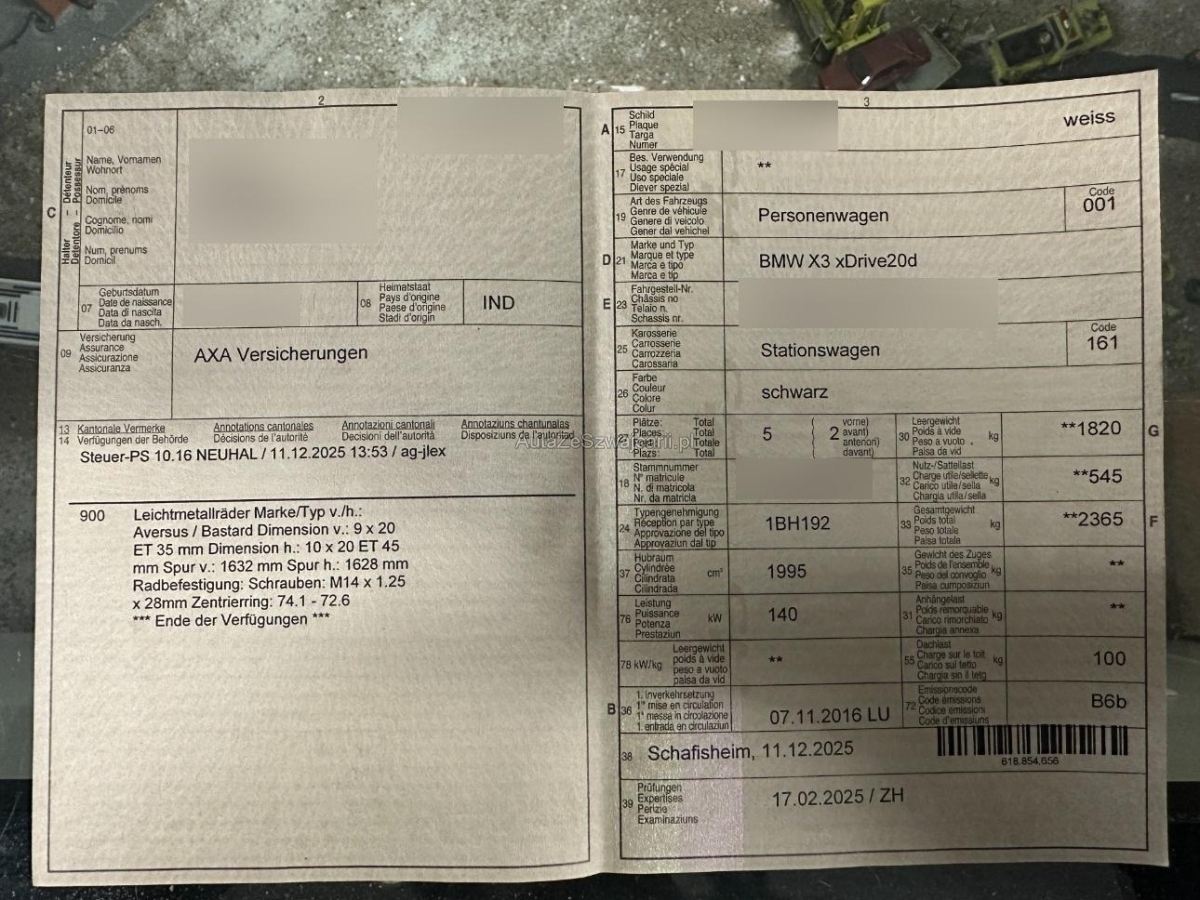 2
01–06
Name, Vornamen
Wohnort
Nom, prénoms
Domicile
Cognome, nomi
Domicilio
Num, prenums
Domicil
C
Halter – Détenteur
Detentore – Possessur
07
Geburtsdatum
Date de naissance
Data di nascita
Data da nasch.
08
Heimatstaat
Pays d'origine
Paese d'origine
Stadi d'origin
IND
09
Versicherung
Assurance
Assicurazione
Assicuranza
AXA Versicherungen
13 Kantonale Vermerke Annotations cantonales Annotazioni cantonali Annotaziuns chantunales
14 Verfügungen der Behörde Décisions de l'autorité Decisioni dell'autorità Disposiziuns de l'autoritad
Steuer-PS 10.16 NEUHAL / 11.12.2025 13:53 / ag-jlex
900 Leichtmetallräder Marke/Typ v./h.:
Aversus / Bastard Dimension v.: 9 x 20
ET 35 mm Dimension h.: 10 x 20 ET 45
mm Spur v.: 1632 mm Spur h.: 1628 mm
Radbefestigung: Schrauben: M14 x 1.25
x 28mm Zentrierring: 74.1 - 72.6
*** Ende der Verfügungen ***
3
A 15
Schild
Plaque
Targa
Numer
weiss
17
Bes. Verwendung
Usage spécial
Uso speciale
Diever spezial
**
19
Art des Fahrzeugs
Genre de véhicule
Genere di veicolo
Gener dal vehichel
Personenwagen
Code
001
D 21
Marke und Typ
Marque et type
Marca e tipo
Marca e tip
BMW X3 xDrive20d
E 23
Fahrgestell-Nr.
Châssis no
Telaio n.
Schassis nr.
25
Karosserie
Carrosserie
Carrozzeria
Carossaria
Stationswagen
Code
161
26
Farbe
Couleur
Colore
Colur
schwarz
27
Plätze: Total
Places: Total
Posti: Totale
Plazs: Total
5
( 2
vorne)
avant)
anteriori)
davant)
30
Leergewicht
Poids à vide
Peso a vuoto
Paisa da vid
kg
**1820
G
18
Stammnummer
N° matricule
N. di matricola
Nr. da matricla
32
Nutz-/Sattellast
Charge utile/sellette
Carico utile/sella
Chargia utila/sella
kg
**545
24
Typengenehmigung
Réception par type
Approvazione del tipo
Approvaziun dal tip
1BH192
33
Gesamtgewicht
Poids total
Peso totale
Paisa totala
kg
**2365
F
37
Hubraum
Cylindrée
Cilindrata
Cilindrada
cm³
1995
35
Gewicht des Zuges
Poids de l'ensemble
Peso del convoglio
Paisa cumposiziun
kg
**
76
Leistung
Puissance
Potenza
Prestaziun
kW
140
31
Anhängelast
Poids remorquable
Carico rimorchiato
Chargia annexa
kg
**
78 kW/kg
Leergewicht
poids à vide
peso a vuoto
paisa da vid
**
55
Dachlast
Charge sur le toit
Carico sul tetto
Chargia sin il tetg
kg
100
B 36
1. Inverkehrsetzung
1re mise en circulation
1a messa in circolazione
1. entrada en circulaziun
07.11.2016 LU
72
Emissionscode
Code émissions
Codice emissioni
Code d'emissiuns
B6b
38
Schafisheim, 11.12.2025
618.854.656
39
Prüfungen
Expertises
Perizie
Examinaziuns
17.02.2025 / ZH
AutazeSzwajcarii.pl